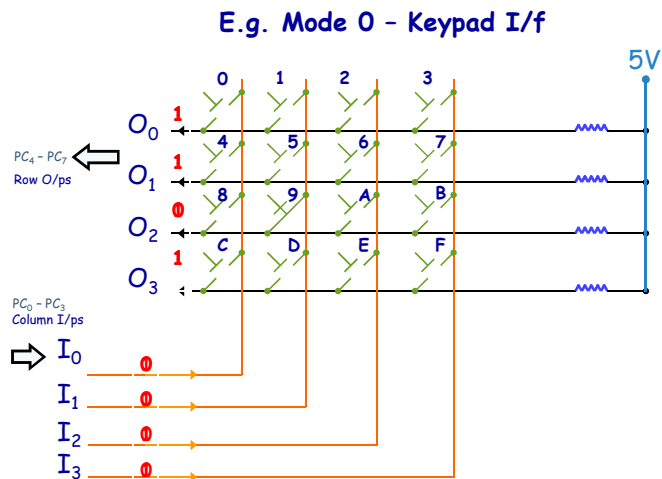 E.g. Mode 0 - Keypad I/f
5V
0 1 2 3
1
O₀
4 5 6 7
PC₄ – PC₇
1
O₁
Row O/ps
8 9 A B
0
O₂
C D E F
1
O₃
PC₀ – PC₃
Column I/ps
I₀ 0
I₁ 0
I₂ 0
I₃ 0